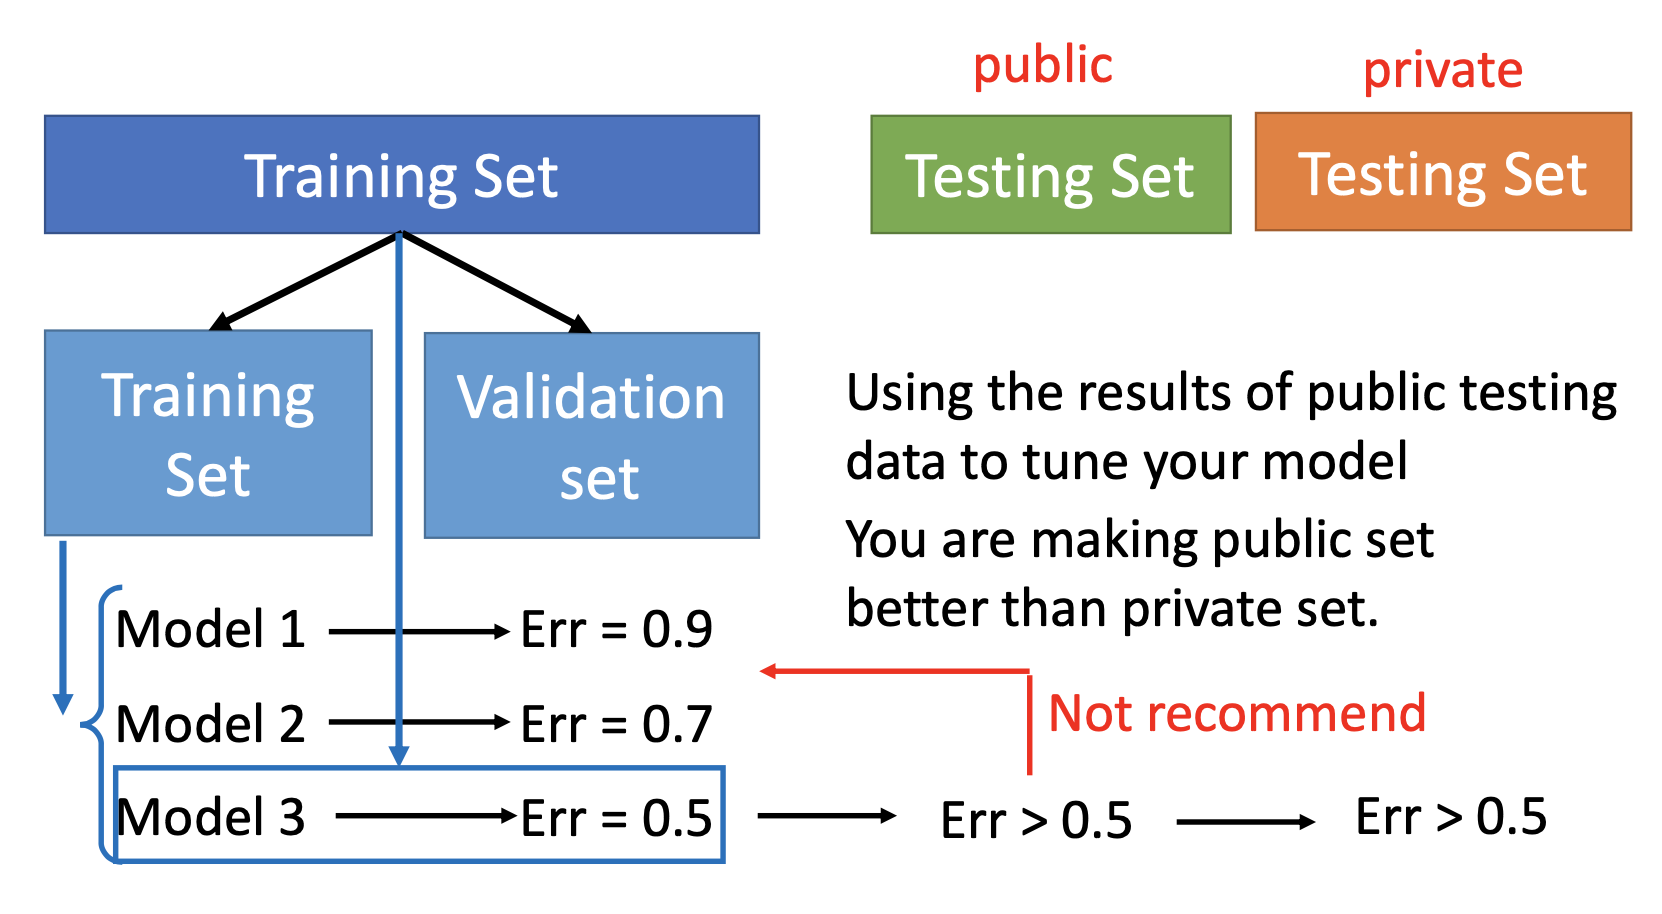 public
private
Training Set
Testing Set
Testing Set
Training
Set
Validation
set
Using the results of public testing
data to tune your model
You are making public set
better than private set.
Model 1
Err = 0.9
Model 2
Err = 0.7
Not recommend
Model 3
Err = 0.5
Err > 0.5
Err > 0.5